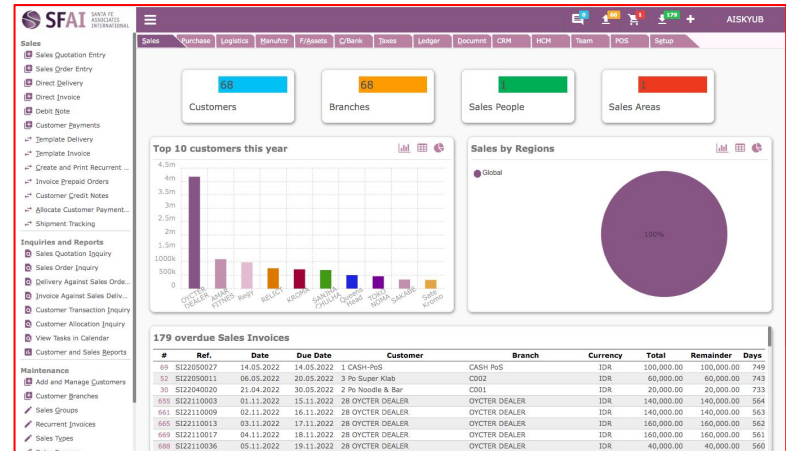 SFAI SANTA FE ASSOCIATES INTERNATIONAL
179
AISKYUB
Sales Purchase Logistics Manufctr F/Assets C/Bank Taxes Ledger Documnt CRM HCM Team POS Setup
Sales
Sales Quotation Entry
Sales Order Entry
Direct Delivery
Direct Invoice
Debit Note
Customer Payments
Template Delivery
Template Invoice
Create and Print Recurrent ...
Invoice Prepaid Orders
Customer Credit Notes
Allocate Customer Payment...
Shipment Tracking
Inquiries and Reports
Sales Quotation Inquiry
Sales Order Inquiry
Delivery Against Sales Orde...
Invoice Against Sales Deliv...
Customer Transaction Inquiry
Customer Allocation Inquiry
View Tasks in Calendar
Customer and Sales Reports
Maintenance
Add and Manage Customers
Customer Branches
Sales Groups
Recurrent Invoices
Sales Types
68
Customers
68
Branches
1
Sales People
1
Sales Areas
Top 10 customers this year
4.5m
4m
3.5m
3m
2.5m
2m
1.5m
1000k
500k
0
OYCTER DEALER
AMAR FITNES
Regy
RELICT
KROMA
SANJHA CHULHA
Queens Head
TOKU NOMA
SAKABE
Sate Kromo
Sales by Regions
Global
100%
179 overdue Sales Invoices
# Ref. Date Due Date Customer Branch Currency Total Remainder Days
69 SI22050027 14.05.2022 14.05.2022 1 CASH-PoS CASH PoS IDR 100,000.00 100,000.00 749
52 SI22050011 06.05.2022 20.05.2022 3 Po Super Klab C002 IDR 60,000.00 60,000.00 743
30 SI22040020 21.04.2022 30.05.2022 2 Po Noodle & Bar C001 IDR 20,000.00 20,000.00 733
655 SI22110003 01.11.2022 15.11.2022 28 OYCTER DEALER OYCTER DEALER IDR 140,000.00 140,000.00 564
661 SI22110009 02.11.2022 16.11.2022 28 OYCTER DEALER OYCTER DEALER IDR 140,000.00 140,000.00 563
665 SI22110013 03.11.2022 17.11.2022 28 OYCTER DEALER OYCTER DEALER IDR 160,000.00 160,000.00 562
669 SI22110017 04.11.2022 18.11.2022 28 OYCTER DEALER OYCTER DEALER IDR 160,000.00 160,000.00 561
688 SI22110036 05.11.2022 19.11.2022 28 OYCTER DEALER OYCTER DEALER IDR 40,000.00 40,000.00 560